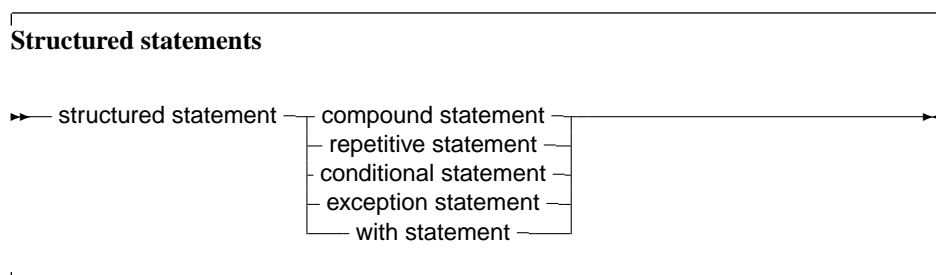 Structured statements
structured statement compound statement
repetitive statement
conditional statement
exception statement
with statement